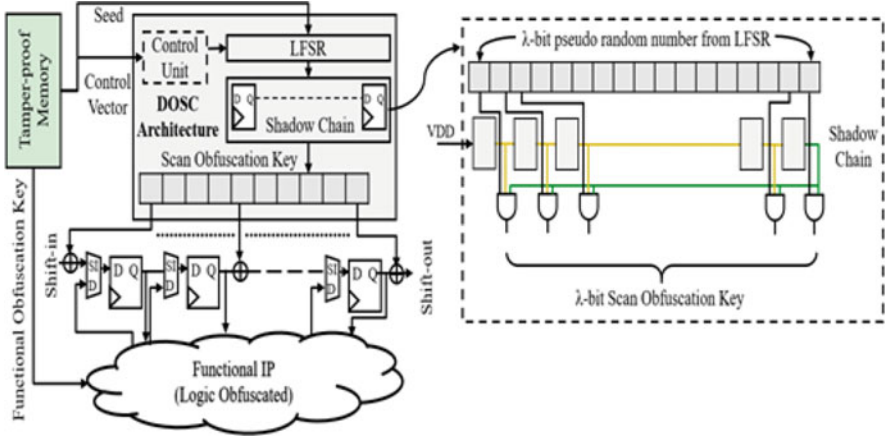 Tamper-proof
Memory
Seed
Control
Vector
Control
Unit
DOSC
Architecture
LFSR
D Q
D Q
Shadow Chain
Scan Obfuscation Key
Functional Obfuscation Key
Shift-in
SI
D
D Q
SI
D
D Q
SI
D
D Q
Shift-out
Functional IP
(Logic Obfuscated)
λ-bit pseudo random number from LFSR
VDD
Shadow
Chain
λ-bit Scan Obfuscation Key